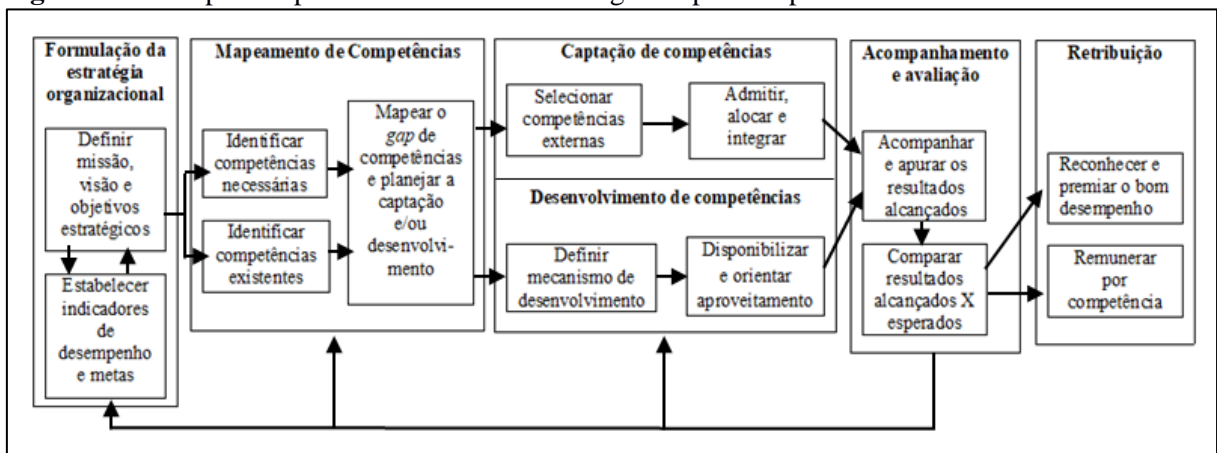 Formulação da
estratégia
organizacional
Definir
missão,
visão e
objetivos
estratégicos
Estabelecer
indicadores
de
desempenho
e metas
Mapeamento de Competências
Identificar
competências
necessárias
Identificar
competências
existentes
Mapear o
gap de
competências
e planejar a
captação
e/ou
desenvolvi-
mento
Captação de competências
Selecionar
competências
externas
Admitir,
alocar e
integrar
Desenvolvimento de competências
Definir
mecanismo de
desenvolvimento
Disponibilizar
e orientar
aproveitamento
Acompanhamento
e avaliação
Acompanhar
e apurar os
resultados
alcançados
Comparar
resultados
alcançados X
esperados
Retribuição
Reconhecer e
premiar o bom
desempenho
Remunerar
por
competência